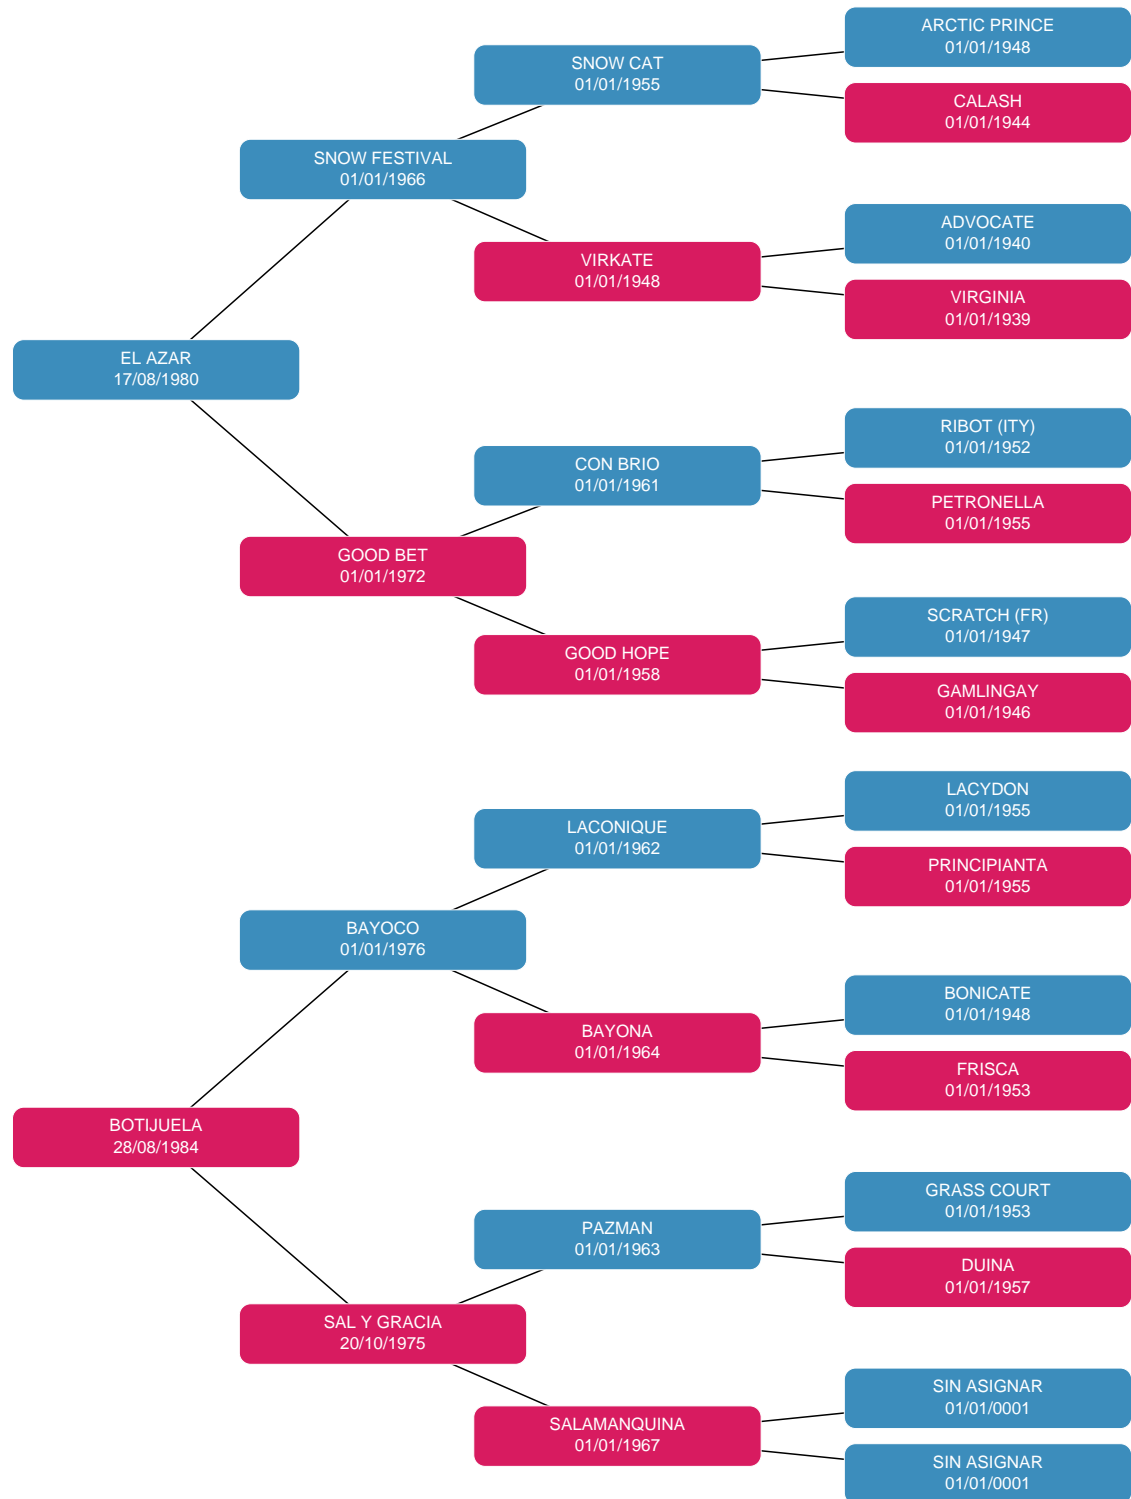 ARCTIC PRINCE
01/01/1948
SNOW CAT
01/01/1955
CALASH
01/01/1944
SNOW FESTIVAL
01/01/1966
ADVOCATE
01/01/1940
VIRKATE
01/01/1948
VIRGINIA
01/01/1939
EL AZAR
17/08/1980
RIBOT (ITY)
01/01/1952
CON BRIO
01/01/1961
PETRONELLA
01/01/1955
GOOD BET
01/01/1972
SCRATCH (FR)
01/01/1947
GOOD HOPE
01/01/1958
GAMLINGAY
01/01/1946
LACYDON
01/01/1955
LACONIQUE
01/01/1962
PRINCIPIANTA
01/01/1955
BAYOCO
01/01/1976
BONICATE
01/01/1948
BAYONA
01/01/1964
FRISCA
01/01/1953
BOTIJUELA
28/08/1984
GRASS COURT
01/01/1953
PAZMAN
01/01/1963
DUINA
01/01/1957
SAL Y GRACIA
20/10/1975
SIN ASIGNAR
01/01/0001
SALAMANQUINA
01/01/1967
SIN ASIGNAR
01/01/0001